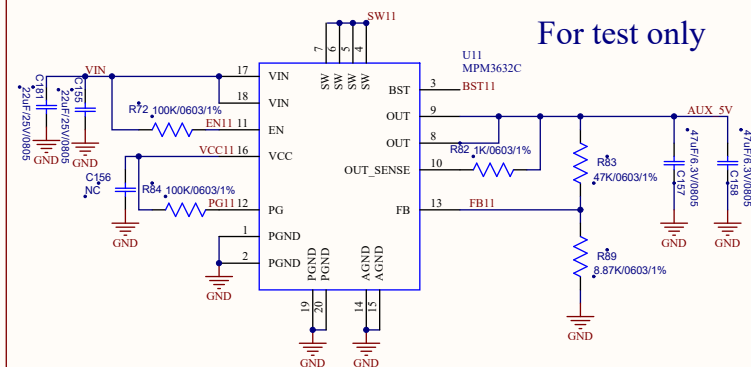 For test only
SW11
7
6
5
4
SW
SW
SW
SW
U11
MPM3632C
VIN
17
VIN
18
VIN
C181
22uF/25V/0805
C155
22uF/25V/0805
GND
GND
R72
100K/0603/1%
EN11
11
EN
VCC11
16
VCC
C156
NC
GND
R84
100K/0603/1%
PG11
12
PG
1
PGND
2
PGND
GND
PGND
PGND
AGND
AGND
19
20
14
15
GND
GND
BST
3
BST11
OUT
9
OUT
8
AUX_5V
R82
1K/0603/1%
OUT_SENSE
10
FB
13
FB11
R83
47K/0603/1%
R89
8.87K/0603/1%
GND
47uF/6.3V/0805
C157
GND
47uF/6.3V/0805
C158
GND